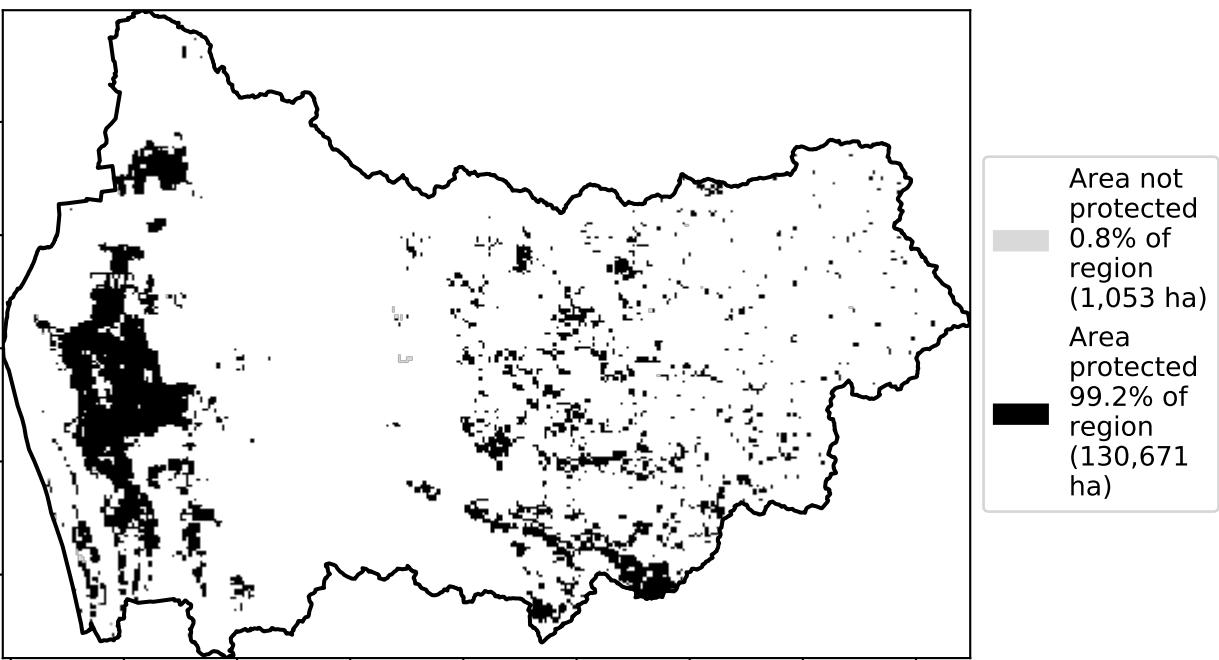 Area not
protected
0.8% of
region
(1,053 ha)
Area
protected
99.2% of
region
(130,671
ha)